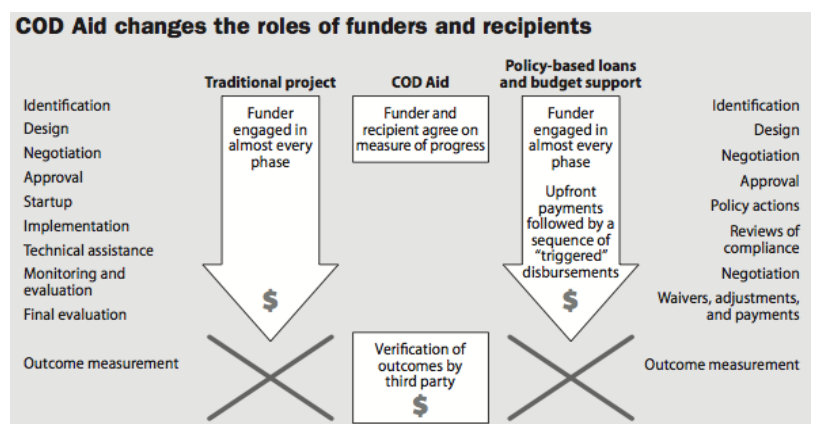 COD Aid changes the roles of funders and recipients
Traditional project
COD Aid
Policy-based loans
and budget support
Identification
Design
Negotiation
Approval
Startup
Implementation
Technical assistance
Monitoring and
evaluation
Final evaluation
Outcome measurement
Funder
engaged in
almost every
phase
$
Funder and
recipient agree on
measure of progress
Verification of
outcomes by
third party
$
Funder
engaged in
almost every
phase
Upfront
payments
followed by a
sequence of
“triggered”
disbursements
$
Identification
Design
Negotiation
Approval
Policy actions
Reviews of
compliance
Negotiation
Waivers, adjustments,
and payments
Outcome measurement